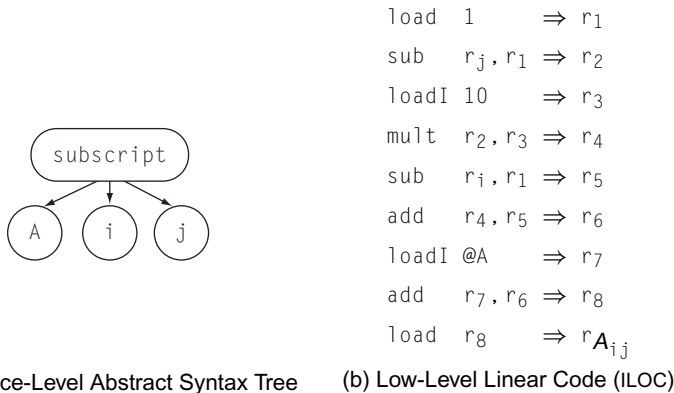 subscript
A i j
ce-Level Abstract Syntax Tree
load 1 ⇒ r1
sub rj, r1 ⇒ r2
loadI 10 ⇒ r3
mult r2, r3 ⇒ r4
sub ri, r1 ⇒ r5
add r4, r5 ⇒ r6
loadI @A ⇒ r7
add r7, r6 ⇒ r8
load r8 ⇒ rAij
(b) Low-Level Linear Code (ILOC)